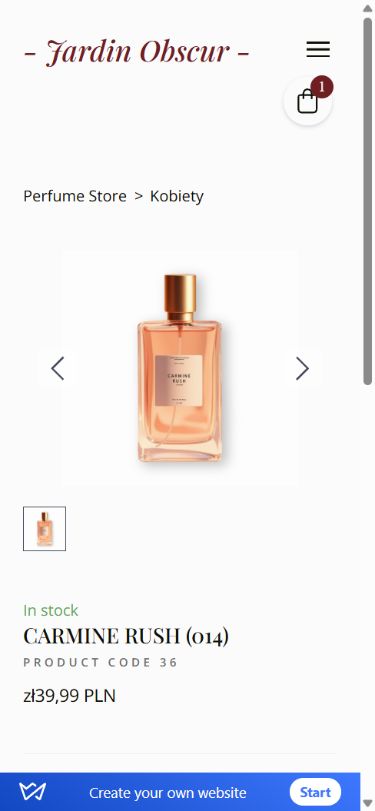 - Jardin Obscur -
1
Perfume Store > Kobiety
CARMINE
RUSH
In stock
CARMINE RUSH (014)
PRODUCT CODE 36
zł39,99 PLN
Create your own website
Start